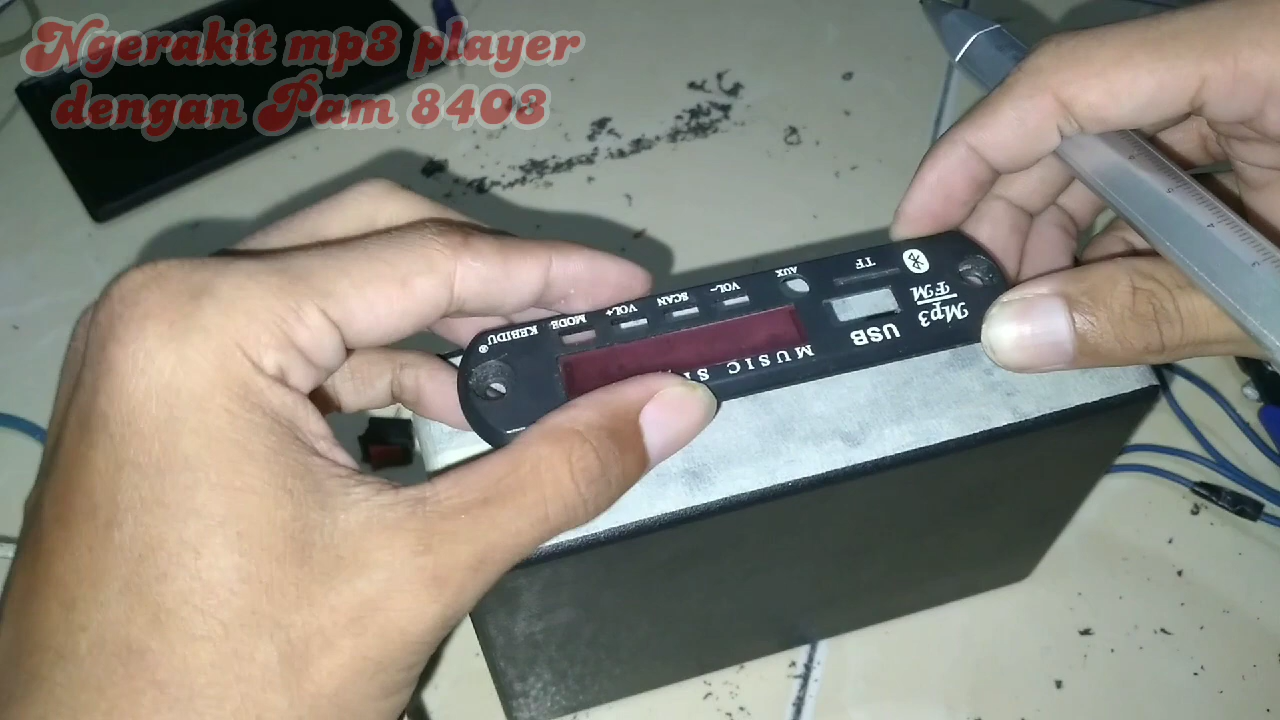 Ngerakit mp3 player
dengan Pam 8403
KEBIDU®
MODE
VOL+
SCAN
VOL-
AUX
TF
Mp3
FM
USB
MUSIC